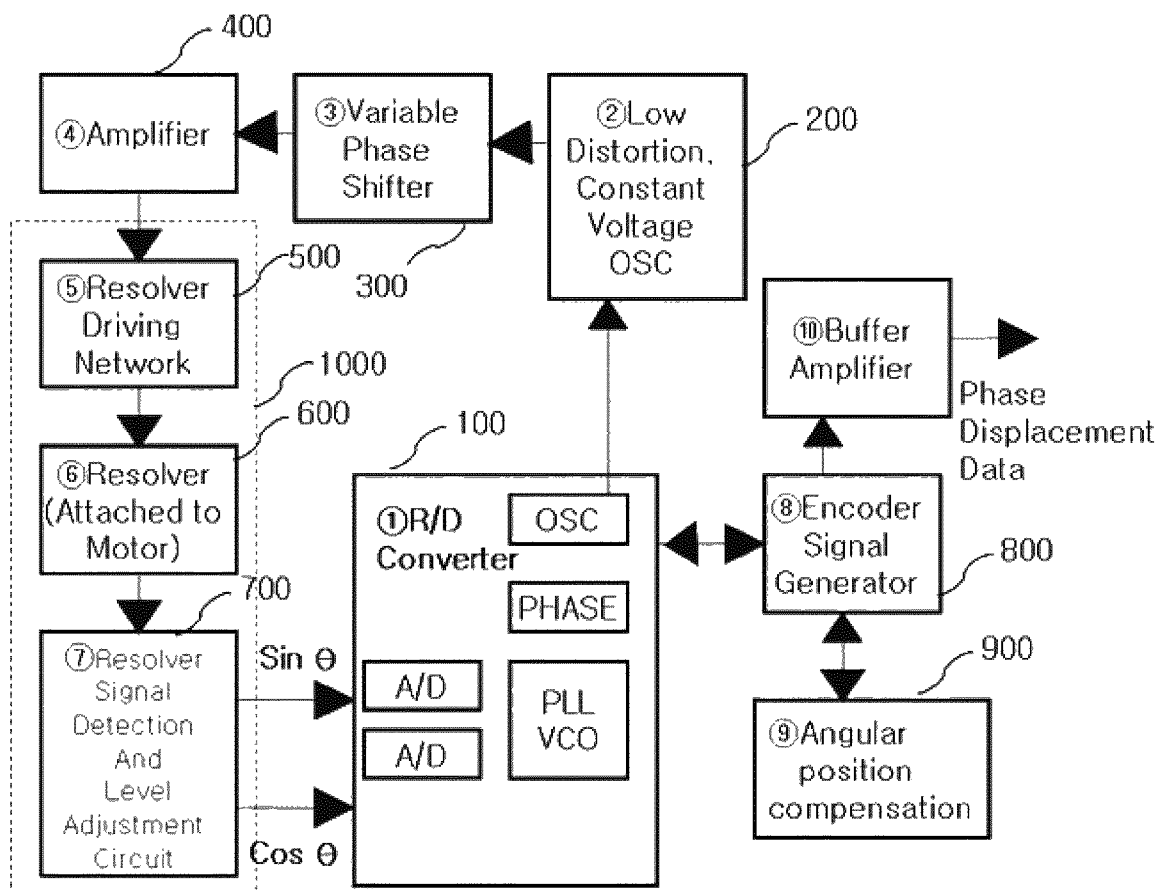 400
④Amplifier
③Variable
Phase
Shifter
300
②Low
Distortion,
Constant
Voltage
OSC
200
500
⑤Resolver
Driving
Network
1000
600
⑥Resolver
(Attached to
Motor)
700
⑦Resolver
Signal
Detection
And
Level
Adjustment
Circuit
Sin Θ
Cos Θ
100
①R/D
Converter
OSC
PHASE
A/D
A/D
PLL
VCO
⑩Buffer
Amplifier
Phase
Displacement
Data
⑧Encoder
Signal
Generator
800
900
⑨Angular
position
compensation